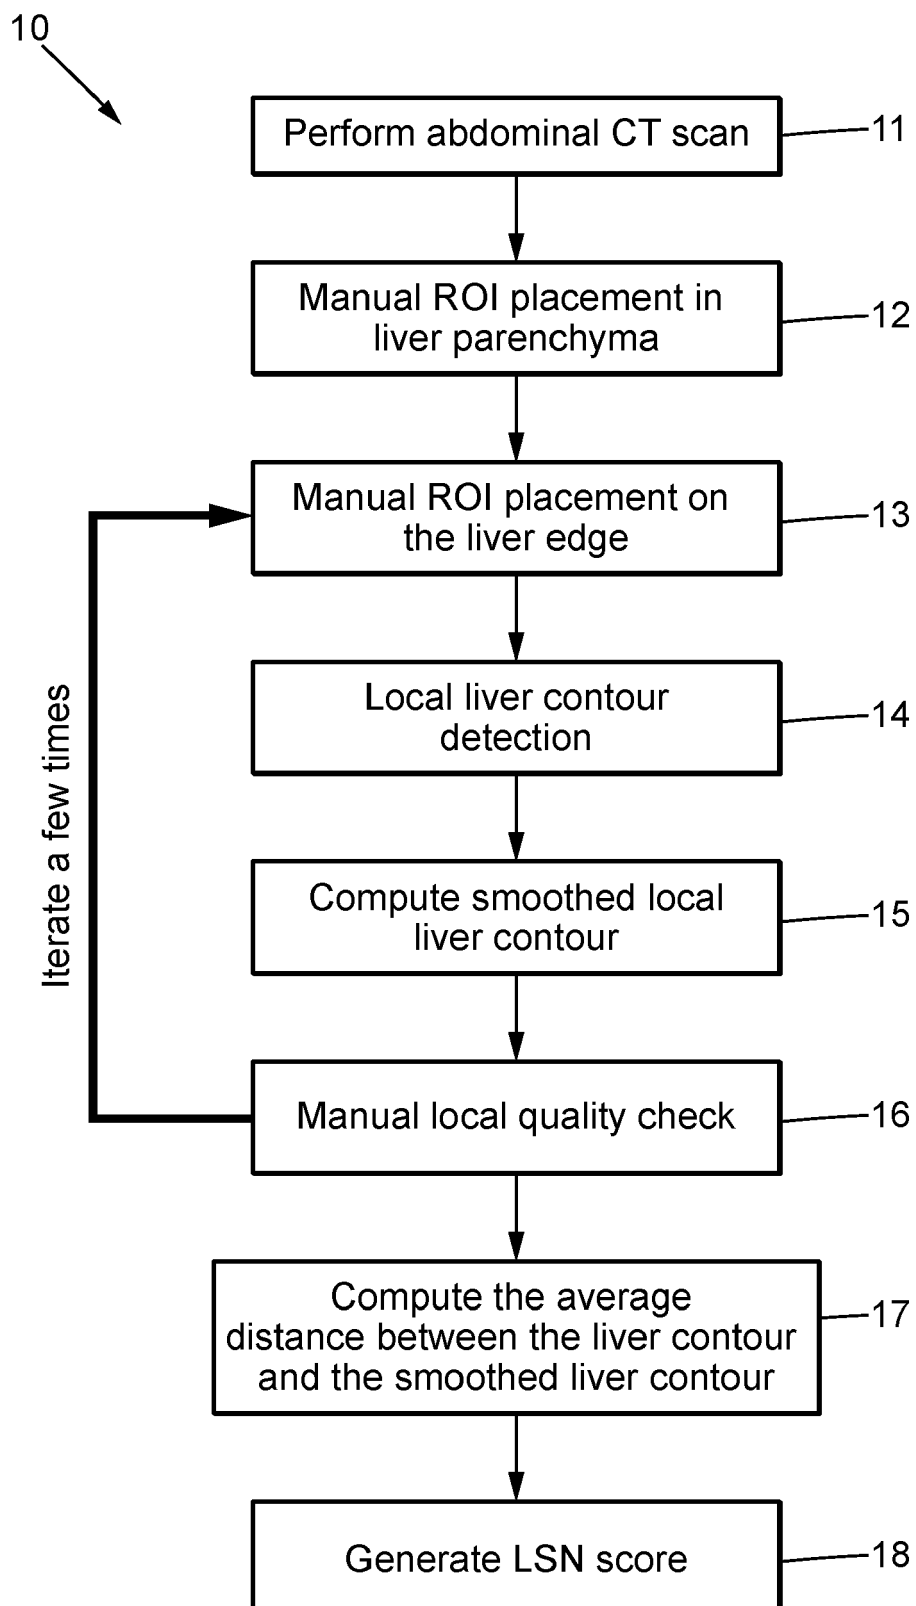 10
Perform abdominal CT scan
11
Manual ROI placement in
liver parenchyma
12
Manual ROI placement on
the liver edge
13
Iterate a few times
Local liver contour
detection
14
Compute smoothed local
liver contour
15
Manual local quality check
16
Compute the average
distance between the liver contour
and the smoothed liver contour
17
Generate LSN score
18